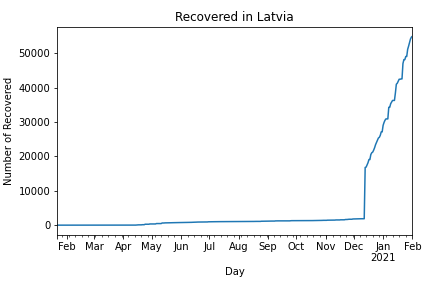 Recovered in Latvia
Number of Recovered
50000
40000
30000
20000
10000
0
Feb Mar Apr May Jun Jul Aug Sep Oct Nov Dec Jan Feb
2021
Day